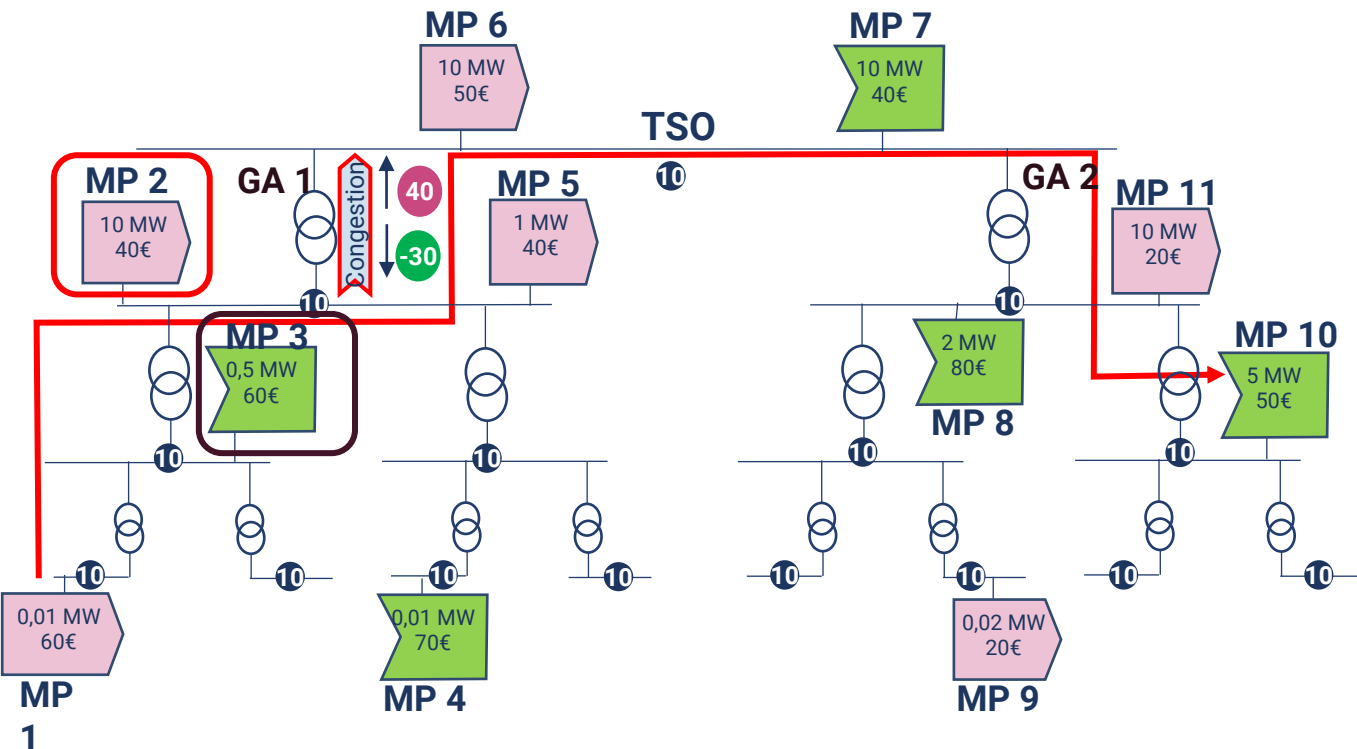 MP 6
10 MW
50€
MP 7
10 MW
40€
TSO
10
MP 2
10 MW
40€
GA 1
Congestion
40
-30
MP 5
1 MW
40€
GA 2
MP 11
10 MW
20€
10
10
MP 3
0,5 MW
60€
2 MW
80€
MP 8
MP 10
5 MW
50€
10
10
10
10
10
10
10
10
10
10
10
10
0,01 MW
60€
MP
1
0,01 MW
70€
MP 4
0,02 MW
20€
MP 9